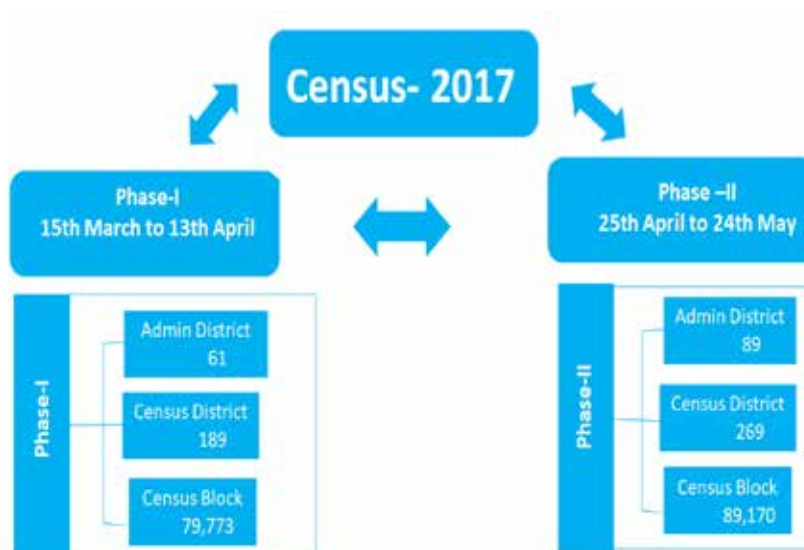 Census- 2017
Phase-I
15th March to 13th April
Phase –II
25th April to 24th May
Phase-I
Admin District
61
Census District
189
Census Block
79,773
Phase-II
Admin District
89
Census District
269
Census Block
89,170